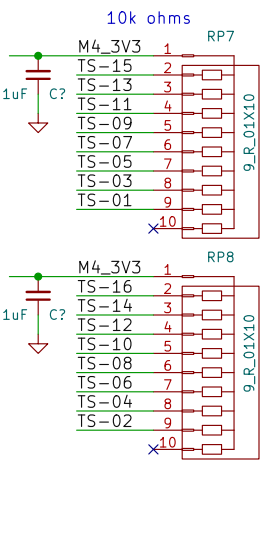 10k ohms
RP7
M4_3V3 1
TS-15 2
TS-13 3
1uF C?
TS-11 4
TS-09 5
TS-07 6
TS-05 7
TS-03 8
TS-01 9
10
9_R_01X10
RP8
M4_3V3 1
TS-16 2
TS-14 3
1uF C?
TS-12 4
TS-10 5
TS-08 6
TS-06 7
TS-04 8
TS-02 9
10
9_R_01X10